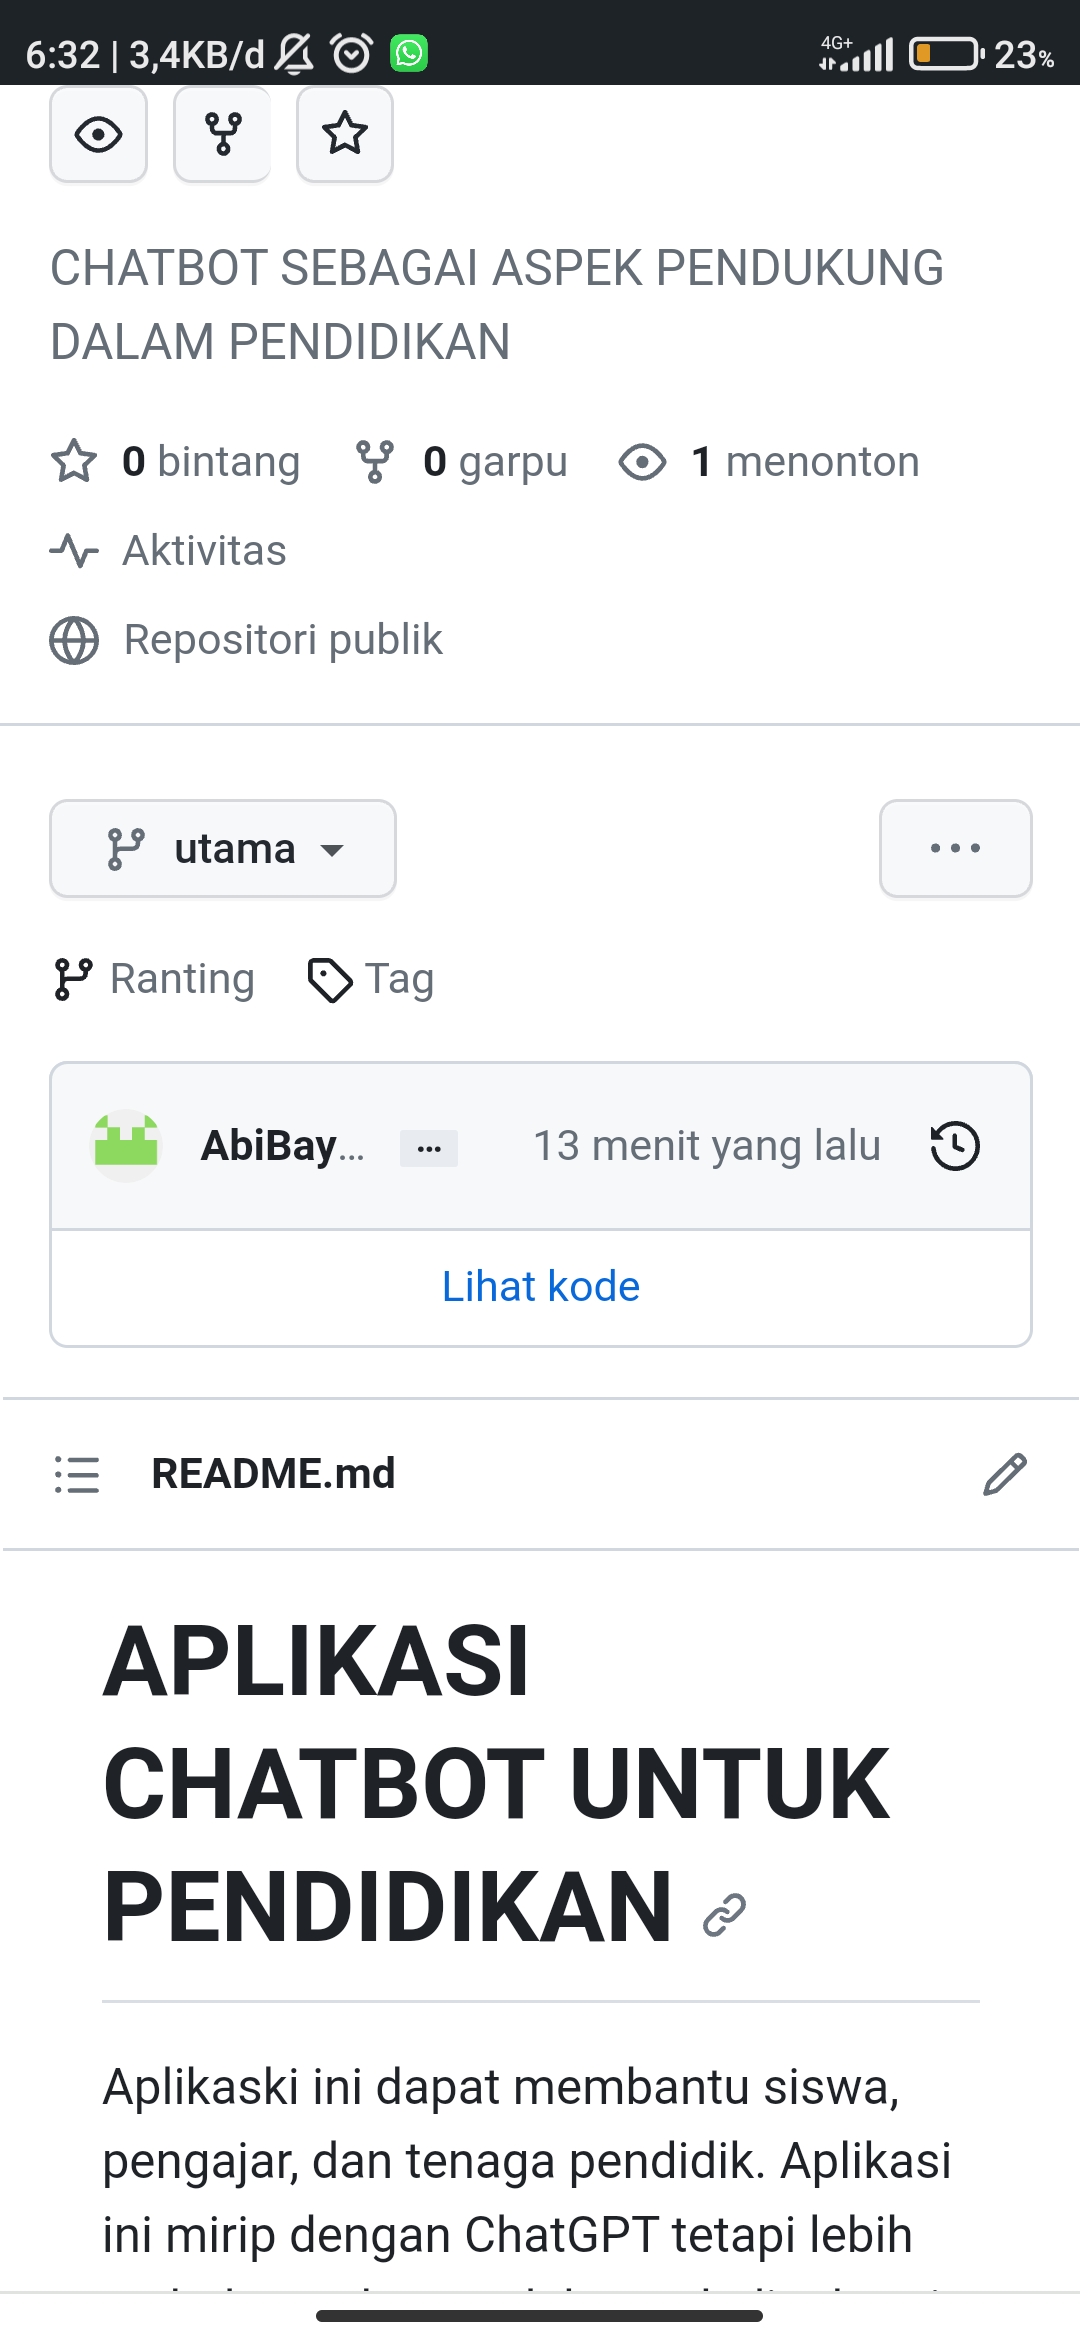 6:32 | 3,4KB/d 4G+ 23%
CHATBOT SEBAGAI ASPEK PENDUKUNG
DALAM PENDIDIKAN
0 bintang 0 garpu 1 menonton
Aktivitas
Repositori publik
utama
Ranting Tag
AbiBay... 13 menit yang lalu
Lihat kode
README.md
APLIKASI
CHATBOT UNTUK
PENDIDIKAN
Aplikaski ini dapat membantu siswa,
pengajar, dan tenaga pendidik. Aplikasi
ini mirip dengan ChatGPT tetapi lebih